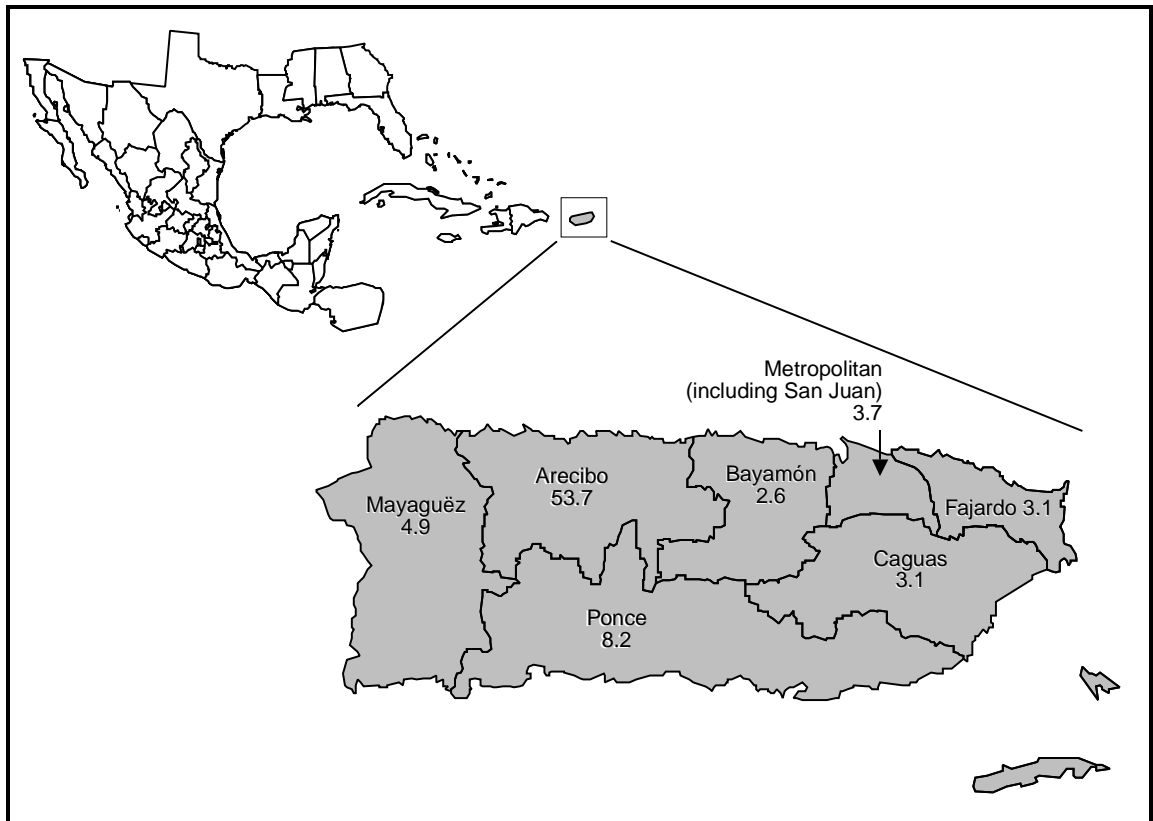 Metropolitan
(including San Juan)
3.7
Arecibo
53.7
Bayamón
2.6
Mayaguëz
4.9
Fajardo 3.1
Caguas
3.1
Ponce
8.2